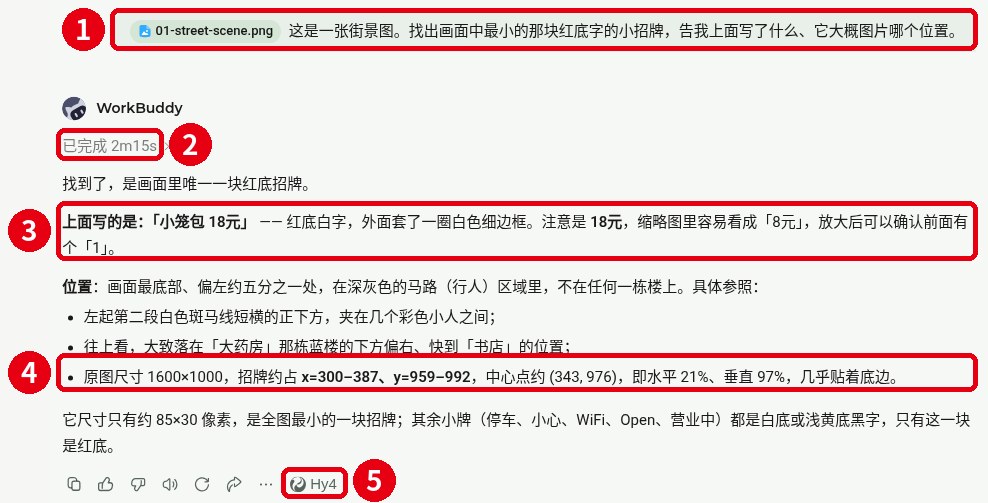 1
01-street-scene.png 这是一张街景图。找出画面中最小的那块红底字的小招牌，告我上面写了什么、它大概图片哪个位置。
WorkBuddy
已完成 2m15s
2
找到了，是画面里唯一一块红底招牌。
3
上面写的是：「小笼包 18元」 —— 红底白字，外面套了一圈白色细边框。注意是 18元，缩略图里容易看成「8元」，放大后可以确认前面有
个「1」。
位置：画面最底部、偏左约五分之一处，在深灰色的马路（行人）区域里，不在任何一栋楼上。具体参照：
• 左起第二段白色斑马线短横的正下方，夹在几个彩色小人之间；
• 往上看，大致落在「大药房」那栋蓝楼的下方偏右、快到「书店」的位置；
4
• 原图尺寸 1600×1000，招牌约占 x=300–387、y=959–992，中心点约 (343, 976)，即水平 21%、垂直 97%，几乎贴着底边。
它尺寸只有约 85×30 像素，是全图最小的一块招牌；其余小牌（停车、小心、WiFi、Open、营业中）都是白底或浅黄底黑字，只有这一块
是红底。
Hy4
5